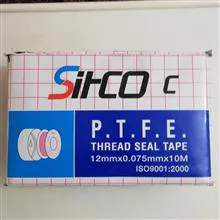 SitCO C
P.T.F.E.
THREAD SEAL TAPE
12mmx0.075mmx10M
ISO9001:2000